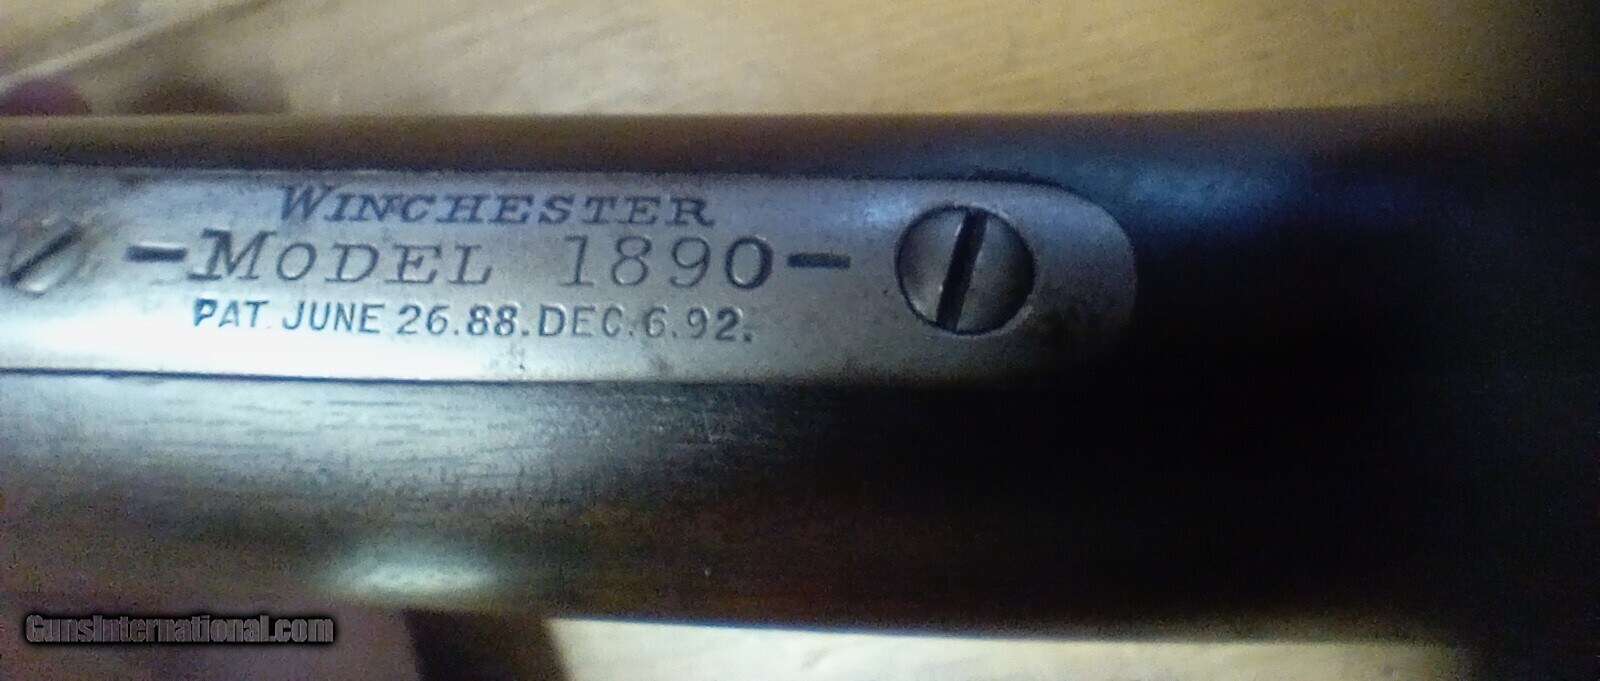 WINCHESTER
-MODEL 1890-
PAT. JUNE 26.88. DEC. 6.92.
GunsInternational.com